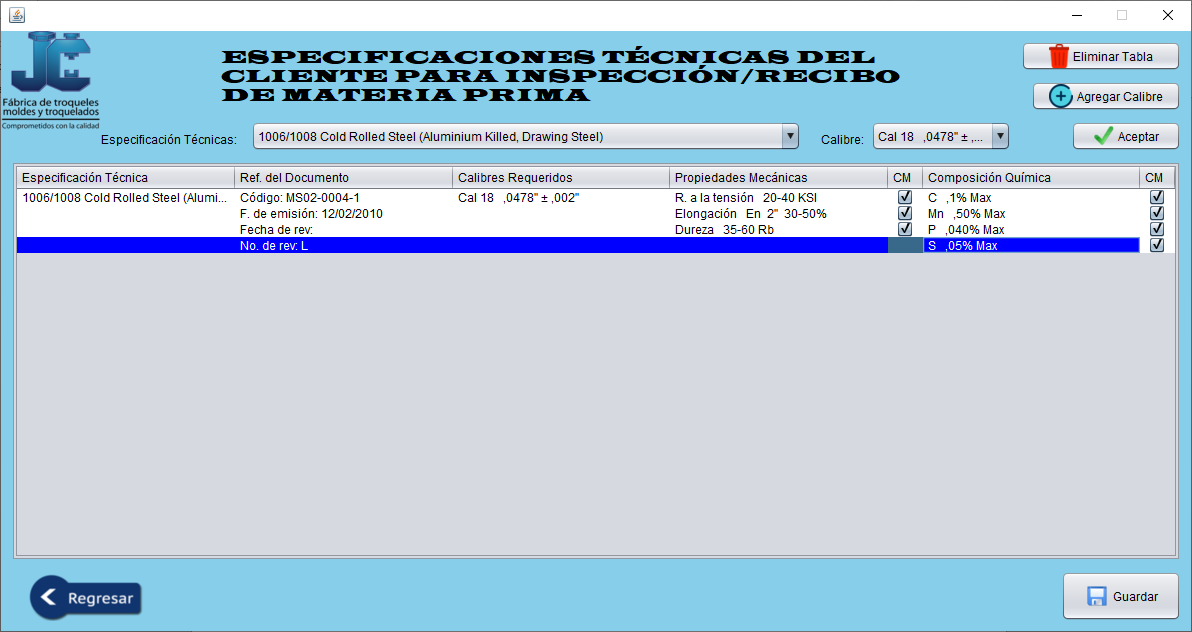 JCE
Fábrica de troqueles
moldes y troquelados
Comprometidos con la calidad
ESPECIFICACIONES TÉCNICAS DEL
CLIENTE PARA INSPECCIÓN/RECIBO
DE MATERIA PRIMA
Eliminar Tabla
Agregar Calibre
Especificación Técnicas: 1006/1008 Cold Rolled Steel (Aluminium Killed, Drawing Steel) Calibre: Cal 18 ,0478" ± ,... Aceptar
Especificación Técnica Ref. del Documento Calibres Requeridos Propiedades Mecánicas CM Composición Química CM
1006/1008 Cold Rolled Steel (Alumi... Código: MS02-0004-1 Cal 18 ,0478" ± ,002" R. a la tensión 20-40 KSI C ,1% Max
F. de emisión: 12/02/2010 Elongación En 2" 30-50% Mn ,50% Max
Fecha de rev: Dureza 35-60 Rb P ,040% Max
No. de rev: L S ,05% Max
Regresar
Guardar